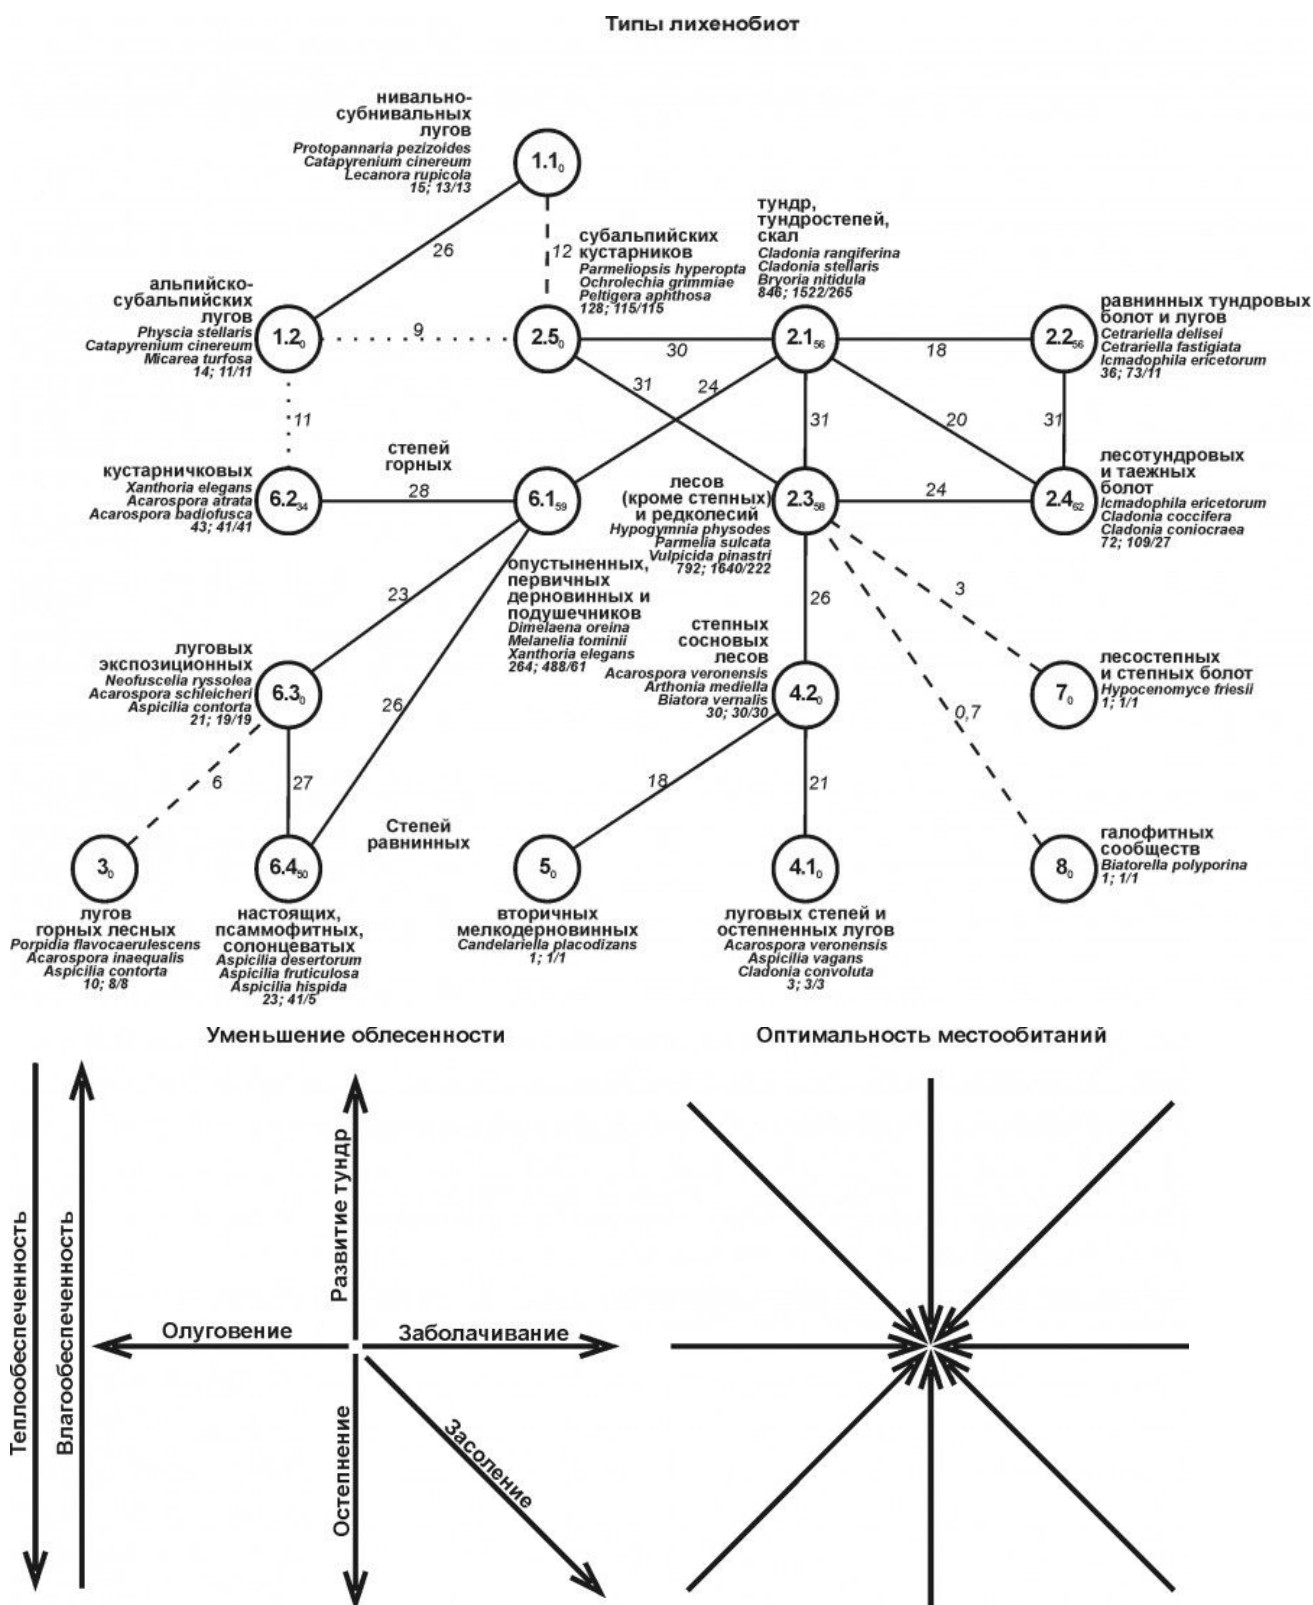 Типы лихенобиот
нивально-
субнивальных
лугов
Protopannaria pezizoides
Catapyrenium cinereum
Lecanora rupicola
15; 13/13
1.1₀
26
12
субальпийских
кустарников
Parmeliopsis hyperopta
Ochrolechia grimmiae
Peltigera aphthosa
128; 115/115
тундр,
тундростепей,
скал
Cladonia rangiferina
Cladonia stellaris
Bryoria nitidula
846; 1522/265
альпийско-
субальпийских
лугов
Physcia stellaris
Catapyrenium cinereum
Micarea turfosa
14; 11/11
1.2₀
9
2.5₀
30
2.1₅₆
18
2.2₅₆
равнинных тундровых
болот и лугов
Cetrariella delisei
Cetrariella fastigiata
Icmadophila ericetorum
36; 73/11
11
31
24
31
20
31
кустарничковых
Xanthoria elegans
Acarospora atrata
Acarospora badiofusca
43; 41/41
6.2₃₄
степей
горных
28
6.1₅₉
лесов
(кроме степных)
и редколесий
Hypogymnia physodes
Parmelia sulcata
Vulpicida pinastri
792; 1640/222
2.3₅₈
24
2.4₆₂
лесотундровых
и таежных
болот
Icmadophila ericetorum
Cladonia coccifera
Cladonia coniocraea
72; 109/27
опустыненных,
первичных
дерновинных и
подушечников
Dimelaena oreina
Melanelia tominii
Xanthoria elegans
264; 488/61
23
26
26
3
0,7
луговых
экспозиционных
Neofuscelia ryssolea
Acarospora schleicheri
Aspicilia contorta
21; 19/19
6.3₀
степных
сосновых
лесов
Acarospora veronensis
Arthonia mediella
Biatora vernalis
30; 30/30
4.2₀
7₀
лесостепных
и степных болот
Hypocenomyce friesii
1; 1/1
6
27
18
21
Степей
равнинных
3₀
6.4₅₀
5₀
4.1₀
8₀
галофитных
сообществ
Biatorella polyporina
1; 1/1
лугов
горных лесных
Porpidia flavocaerulescens
Acarospora inaequalis
Aspicilia contorta
10; 8/8
настоящих,
псаммофитных,
солонцеватых
Aspicilia desertorum
Aspicilia fruticulosa
Aspicilia hispida
23; 41/5
вторичных
мелкодерновинных
Candelariella placodizans
1; 1/1
луговых степей и
остепненных лугов
Acarospora veronensis
Aspicilia vagans
Cladonia convoluta
3; 3/3
Уменьшение облесенности
Оптимальность местообитаний
Теплообеспеченность
Влагообеспеченность
Развитие тундр
Олуговение
Заболачивание
Остепнение
Засоление